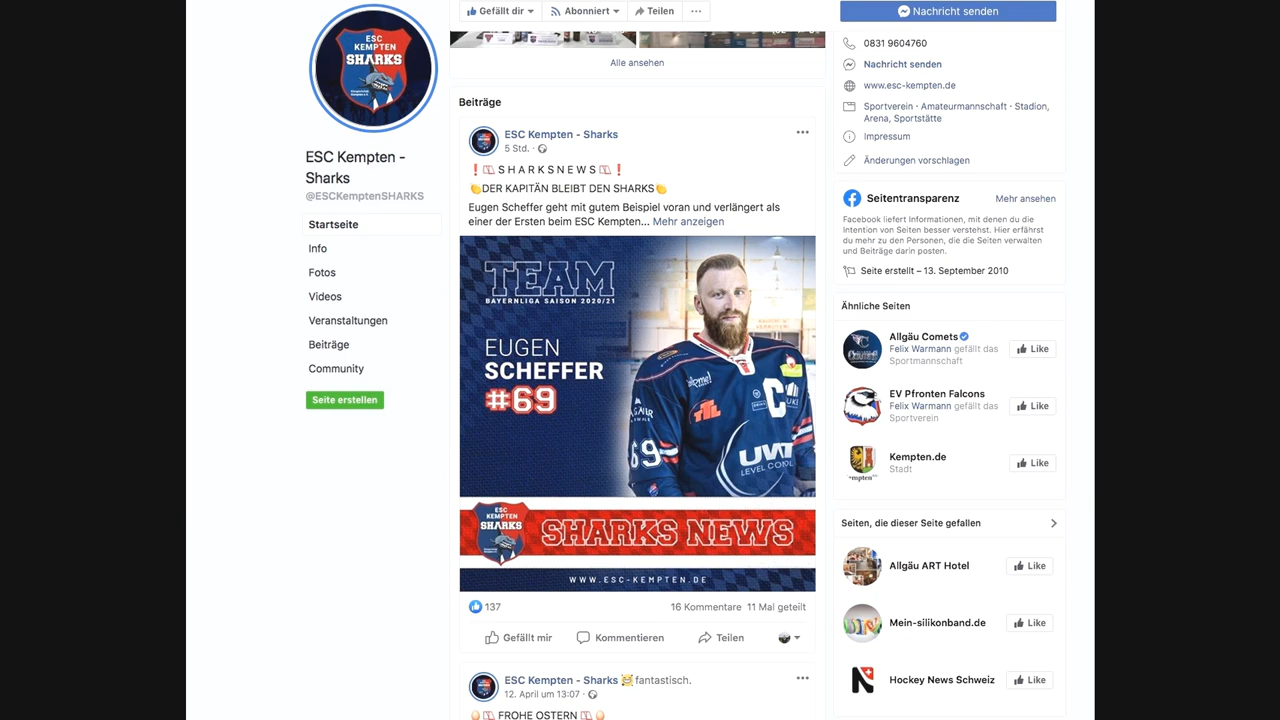 Gefällt dir
Abonniert
Teilen
Nachricht senden
ESC
KEMPTEN
SHARKS
ESC Kempten -
Sharks
@ESCKemptenSHARKS
Startseite
Info
Fotos
Videos
Veranstaltungen
Beiträge
Community
Seite erstellen
Alle ansehen
Beiträge
ESC Kempten - Sharks
5 Std. ·
❗ S H A R K S N E W S ❗
👏DER KAPITÄN BLEIBT DEN SHARKS👏
Eugen Scheffer geht mit gutem Beispiel voran und verlängert als
einer der Ersten beim ESC Kempten... Mehr anzeigen
TEAM
BAYERNLIGA SAISON 2020/21
EUGEN
SCHEFFER
#69
C
69
LEVEL
ESC
KEMPTEN
SHARKS
SHARKS NEWS
WWW.ESC-KEMPTEN.DE
137
16 Kommentare 11 Mal geteilt
Gefällt mir
Kommentieren
Teilen
ESC Kempten - Sharks fantastisch.
12. April um 13:07 ·
FROHE OSTERN
0831 9604760
Nachricht senden
www.esc-kempten.de
Sportverein · Amateurmannschaft · Stadion,
Arena, Sportstätte
Impressum
Änderungen vorschlagen
Seitentransparenz
Mehr ansehen
Facebook liefert Informationen, mit denen du die
Intention von Seiten besser verstehst. Hier erfährst
du mehr zu den Personen, die die Seiten verwalten
und Beiträge darin posten.
Seite erstellt – 13. September 2010
Ähnliche Seiten
Allgäu Comets
Felix Warmann gefällt das
Sportmannschaft
Like
EV Pfronten Falcons
Felix Warmann gefällt das
Sportverein
Like
Kempten.de
Stadt
Like
Seiten, die dieser Seite gefallen
Allgäu ART Hotel
Like
Mein-silikonband.de
Like
Hockey News Schweiz
Like